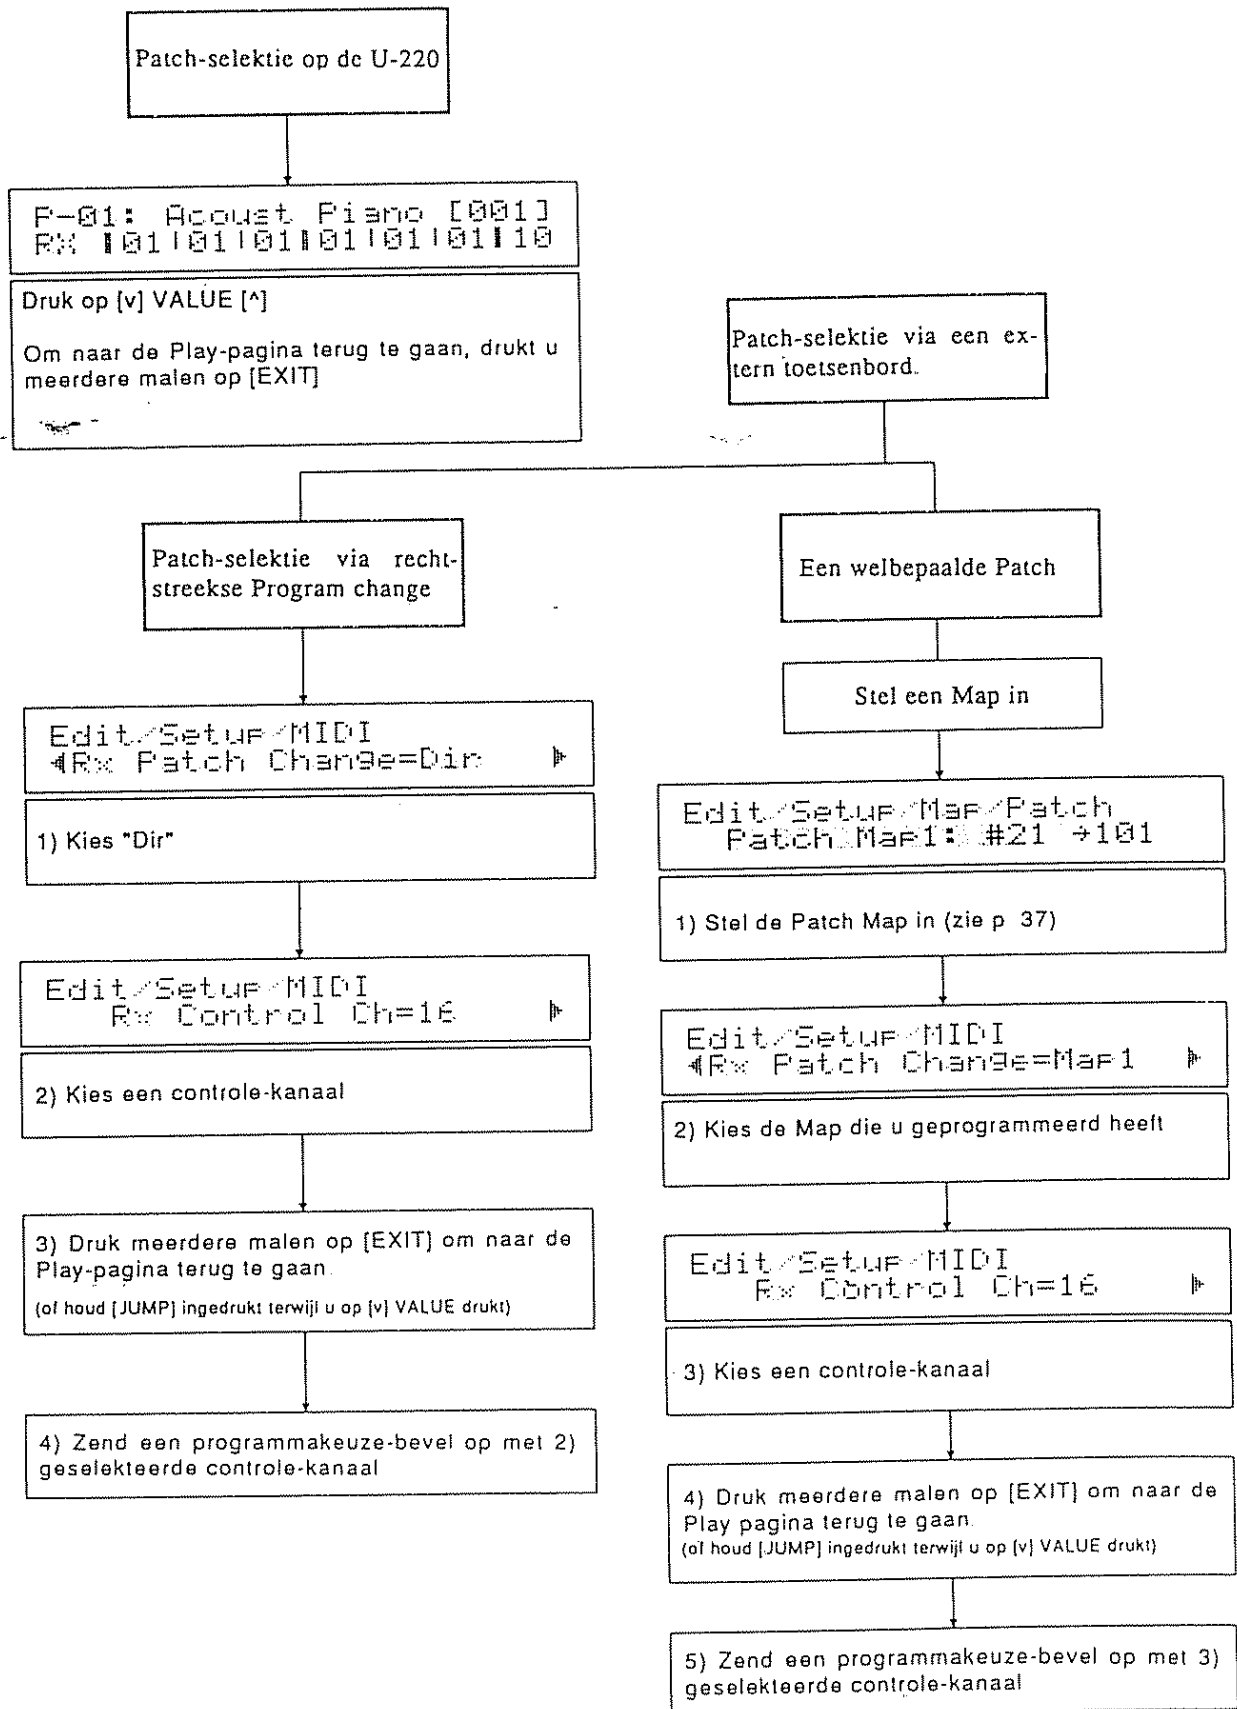 Patch-selektie op de U-220
P-01: Acoust Piano [001]
RX ▮01|01|01▮01|01|01▮10
Druk op [v] VALUE [^]
Om naar de Play-pagina terug te gaan, drukt u
meerdere malen op [EXIT]
Patch-selektie via een ex-
tern toetsenbord.
Patch-selektie via recht-
streekse Program change
Edit/Setup/MIDI
◀Rx Patch Change=Dir ▶
1) Kies "Dir"
Edit/Setup/MIDI
Rx Control Ch=16 ▶
2) Kies een controle-kanaal
3) Druk meerdere malen op [EXIT] om naar de
Play-pagina terug te gaan.
(of houd [JUMP] ingedrukt terwijl u op [v] VALUE drukt)
4) Zend een programmakeuze-bevel op met 2)
geselekteerde controle-kanaal
Een welbepaalde Patch
Stel een Map in
Edit/Setup/Map/Patch
Patch Map1: #21 →101
1) Stel de Patch Map in (zie p 37)
Edit/Setup/MIDI
◀Rx Patch Change=Map1 ▶
2) Kies de Map die u geprogrammeerd heeft
Edit/Setup/MIDI
Rx Control Ch=16 ▶
3) Kies een controle-kanaal
4) Druk meerdere malen op [EXIT] om naar de
Play pagina terug te gaan.
(of houd [JUMP] ingedrukt terwijl u op [v] VALUE drukt)
5) Zend een programmakeuze-bevel op met 3)
geselekteerde controle-kanaal